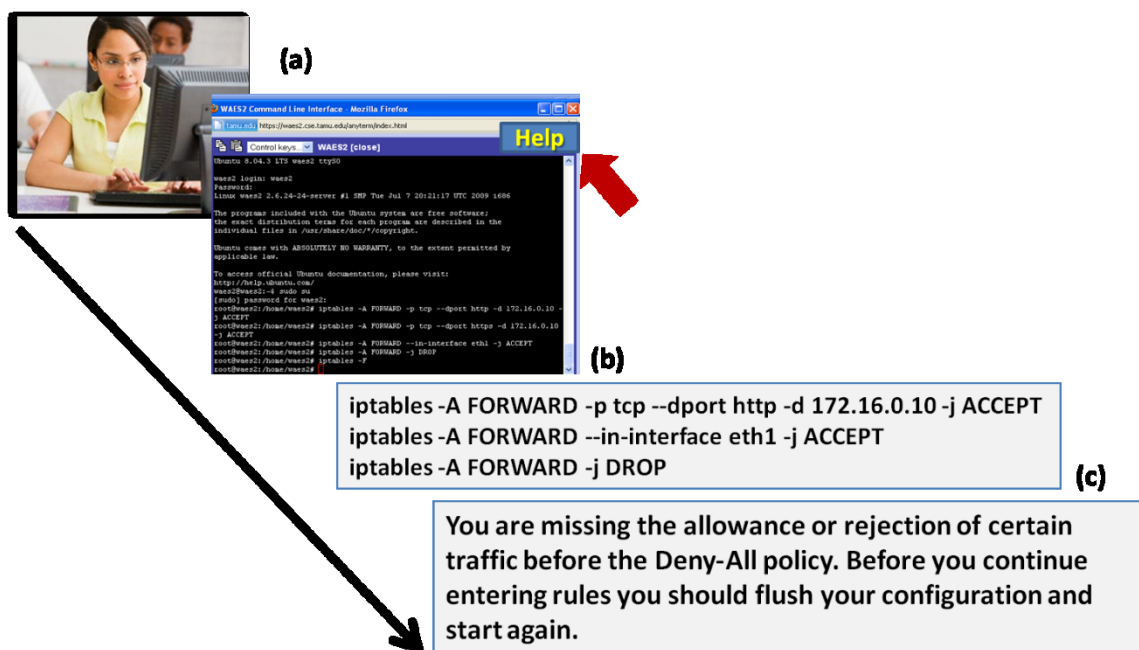 (a)
WAES2 Command Line Interface - Mozilla Firefox
tamu.edu https://waes2.cse.tamu.edu/anyterm/index.html
Help
Control keys... WAES2 [close]
Ubuntu 8.04.3 LTS waes2 ttyS0
waes2 login: waes2
Password:
Linux waes2 2.6.24-24-server #1 SMP Tue Jul 7 20:21:17 UTC 2009 i686
The programs included with the Ubuntu system are free software;
the exact distribution terms for each program are described in the
individual files in /usr/share/doc/*/copyright.
Ubuntu comes with ABSOLUTELY NO WARRANTY, to the extent permitted by
applicable law.
To access official Ubuntu documentation, please visit:
http://help.ubuntu.com/
waes2@waes2:~$ sudo su
[sudo] password for waes2:
root@waes2:/home/waes2# iptables -A FORWARD -p tcp --dport http -d 172.16.0.10 -
j ACCEPT
root@waes2:/home/waes2# iptables -A FORWARD -p tcp --dport https -d 172.16.0.10
-j ACCEPT
root@waes2:/home/waes2# iptables -A FORWARD --in-interface eth1 -j ACCEPT
root@waes2:/home/waes2# iptables -A FORWARD -j DROP
root@waes2:/home/waes2# iptables -F
root@waes2:/home/waes2#
(b)
iptables -A FORWARD -p tcp --dport http -d 172.16.0.10 -j ACCEPT
iptables -A FORWARD --in-interface eth1 -j ACCEPT
iptables -A FORWARD -j DROP
(c)
You are missing the allowance or rejection of certain
traffic before the Deny-All policy. Before you continue
entering rules you should flush your configuration and
start again.